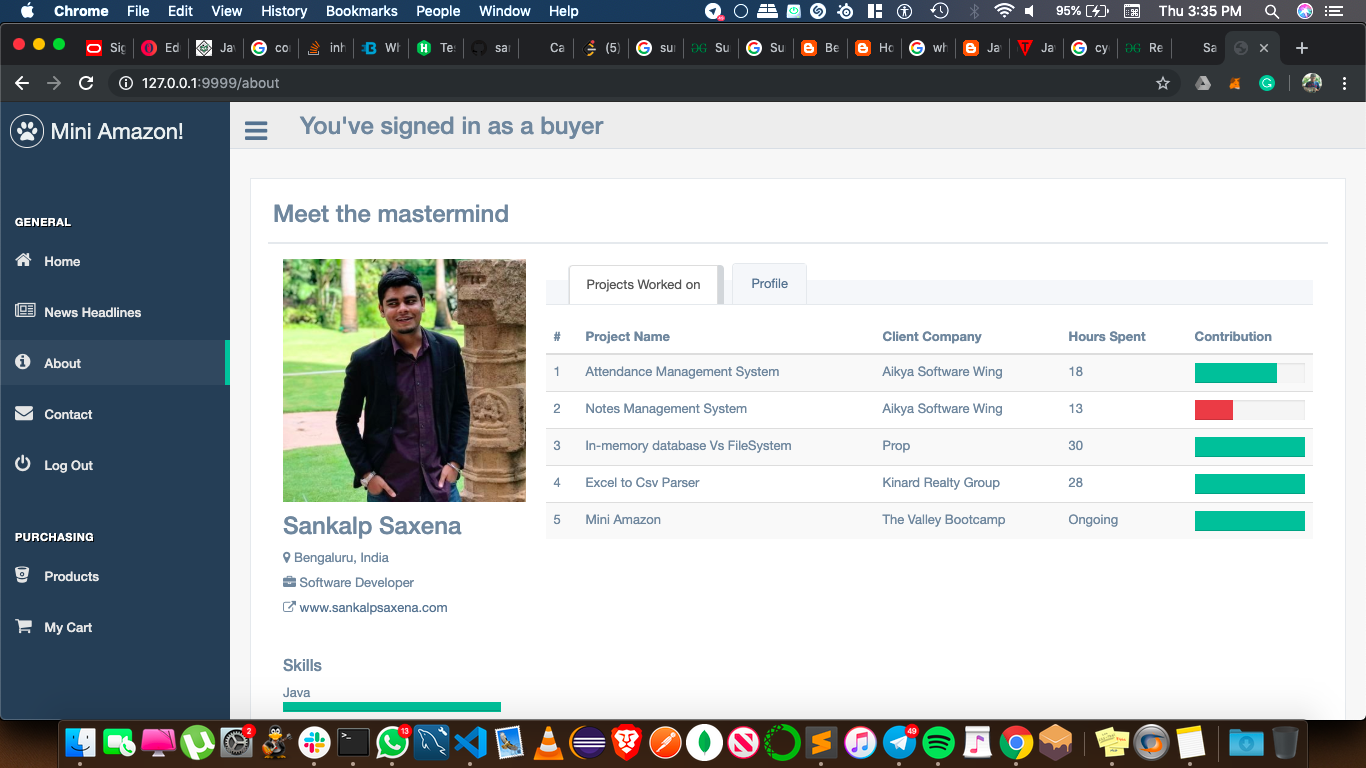 Chrome File Edit View History Bookmarks People Window Help 95% Thu 3:35 PM
Sig Ed Jav co inh Wh Tes sar Ca (5) sur Su Su Be Ho wh Ja Jav cyc Re Sa
127.0.0.1:9999/about
Mini Amazon!
You've signed in as a buyer
GENERAL
Home
News Headlines
About
Contact
Log Out
PURCHASING
Products
My Cart
Meet the mastermind
Sankalp Saxena
Bengaluru, India
Software Developer
www.sankalpsaxena.com
Skills
Java
Projects Worked on Profile
# Project Name Client Company Hours Spent Contribution
1 Attendance Management System Aikya Software Wing 18
2 Notes Management System Aikya Software Wing 13
3 In-memory database Vs FileSystem Prop 30
4 Excel to Csv Parser Kinard Realty Group 28
5 Mini Amazon The Valley Bootcamp Ongoing
2 13 49